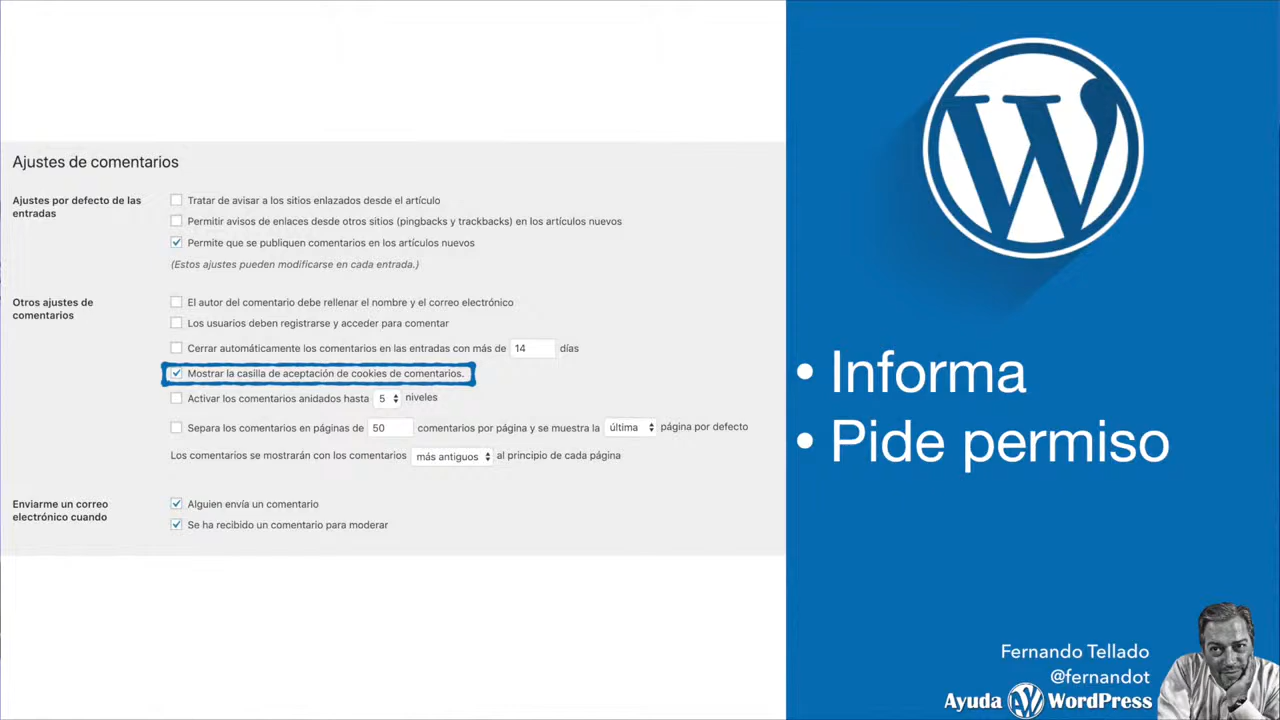 Ajustes de comentarios
Ajustes por defecto de las
entradas
Tratar de avisar a los sitios enlazados desde el artículo
Permitir avisos de enlaces desde otros sitios (pingbacks y trackbacks) en los artículos nuevos
Permite que se publiquen comentarios en los artículos nuevos
(Estos ajustes pueden modificarse en cada entrada.)
Otros ajustes de
comentarios
El autor del comentario debe rellenar el nombre y el correo electrónico
Los usuarios deben registrarse y acceder para comentar
Cerrar automáticamente los comentarios en las entradas con más de 14 días
Mostrar la casilla de aceptación de cookies de comentarios.
Activar los comentarios anidados hasta 5 niveles
Separa los comentarios en páginas de 50 comentarios por página y se muestra la última página por defecto
Los comentarios se mostrarán con los comentarios más antiguos al principio de cada página
Enviarme un correo
electrónico cuando
Alguien envía un comentario
Se ha recibido un comentario para moderar
• Informa
• Pide permiso
Fernando Tellado
@fernandot
Ayuda WordPress